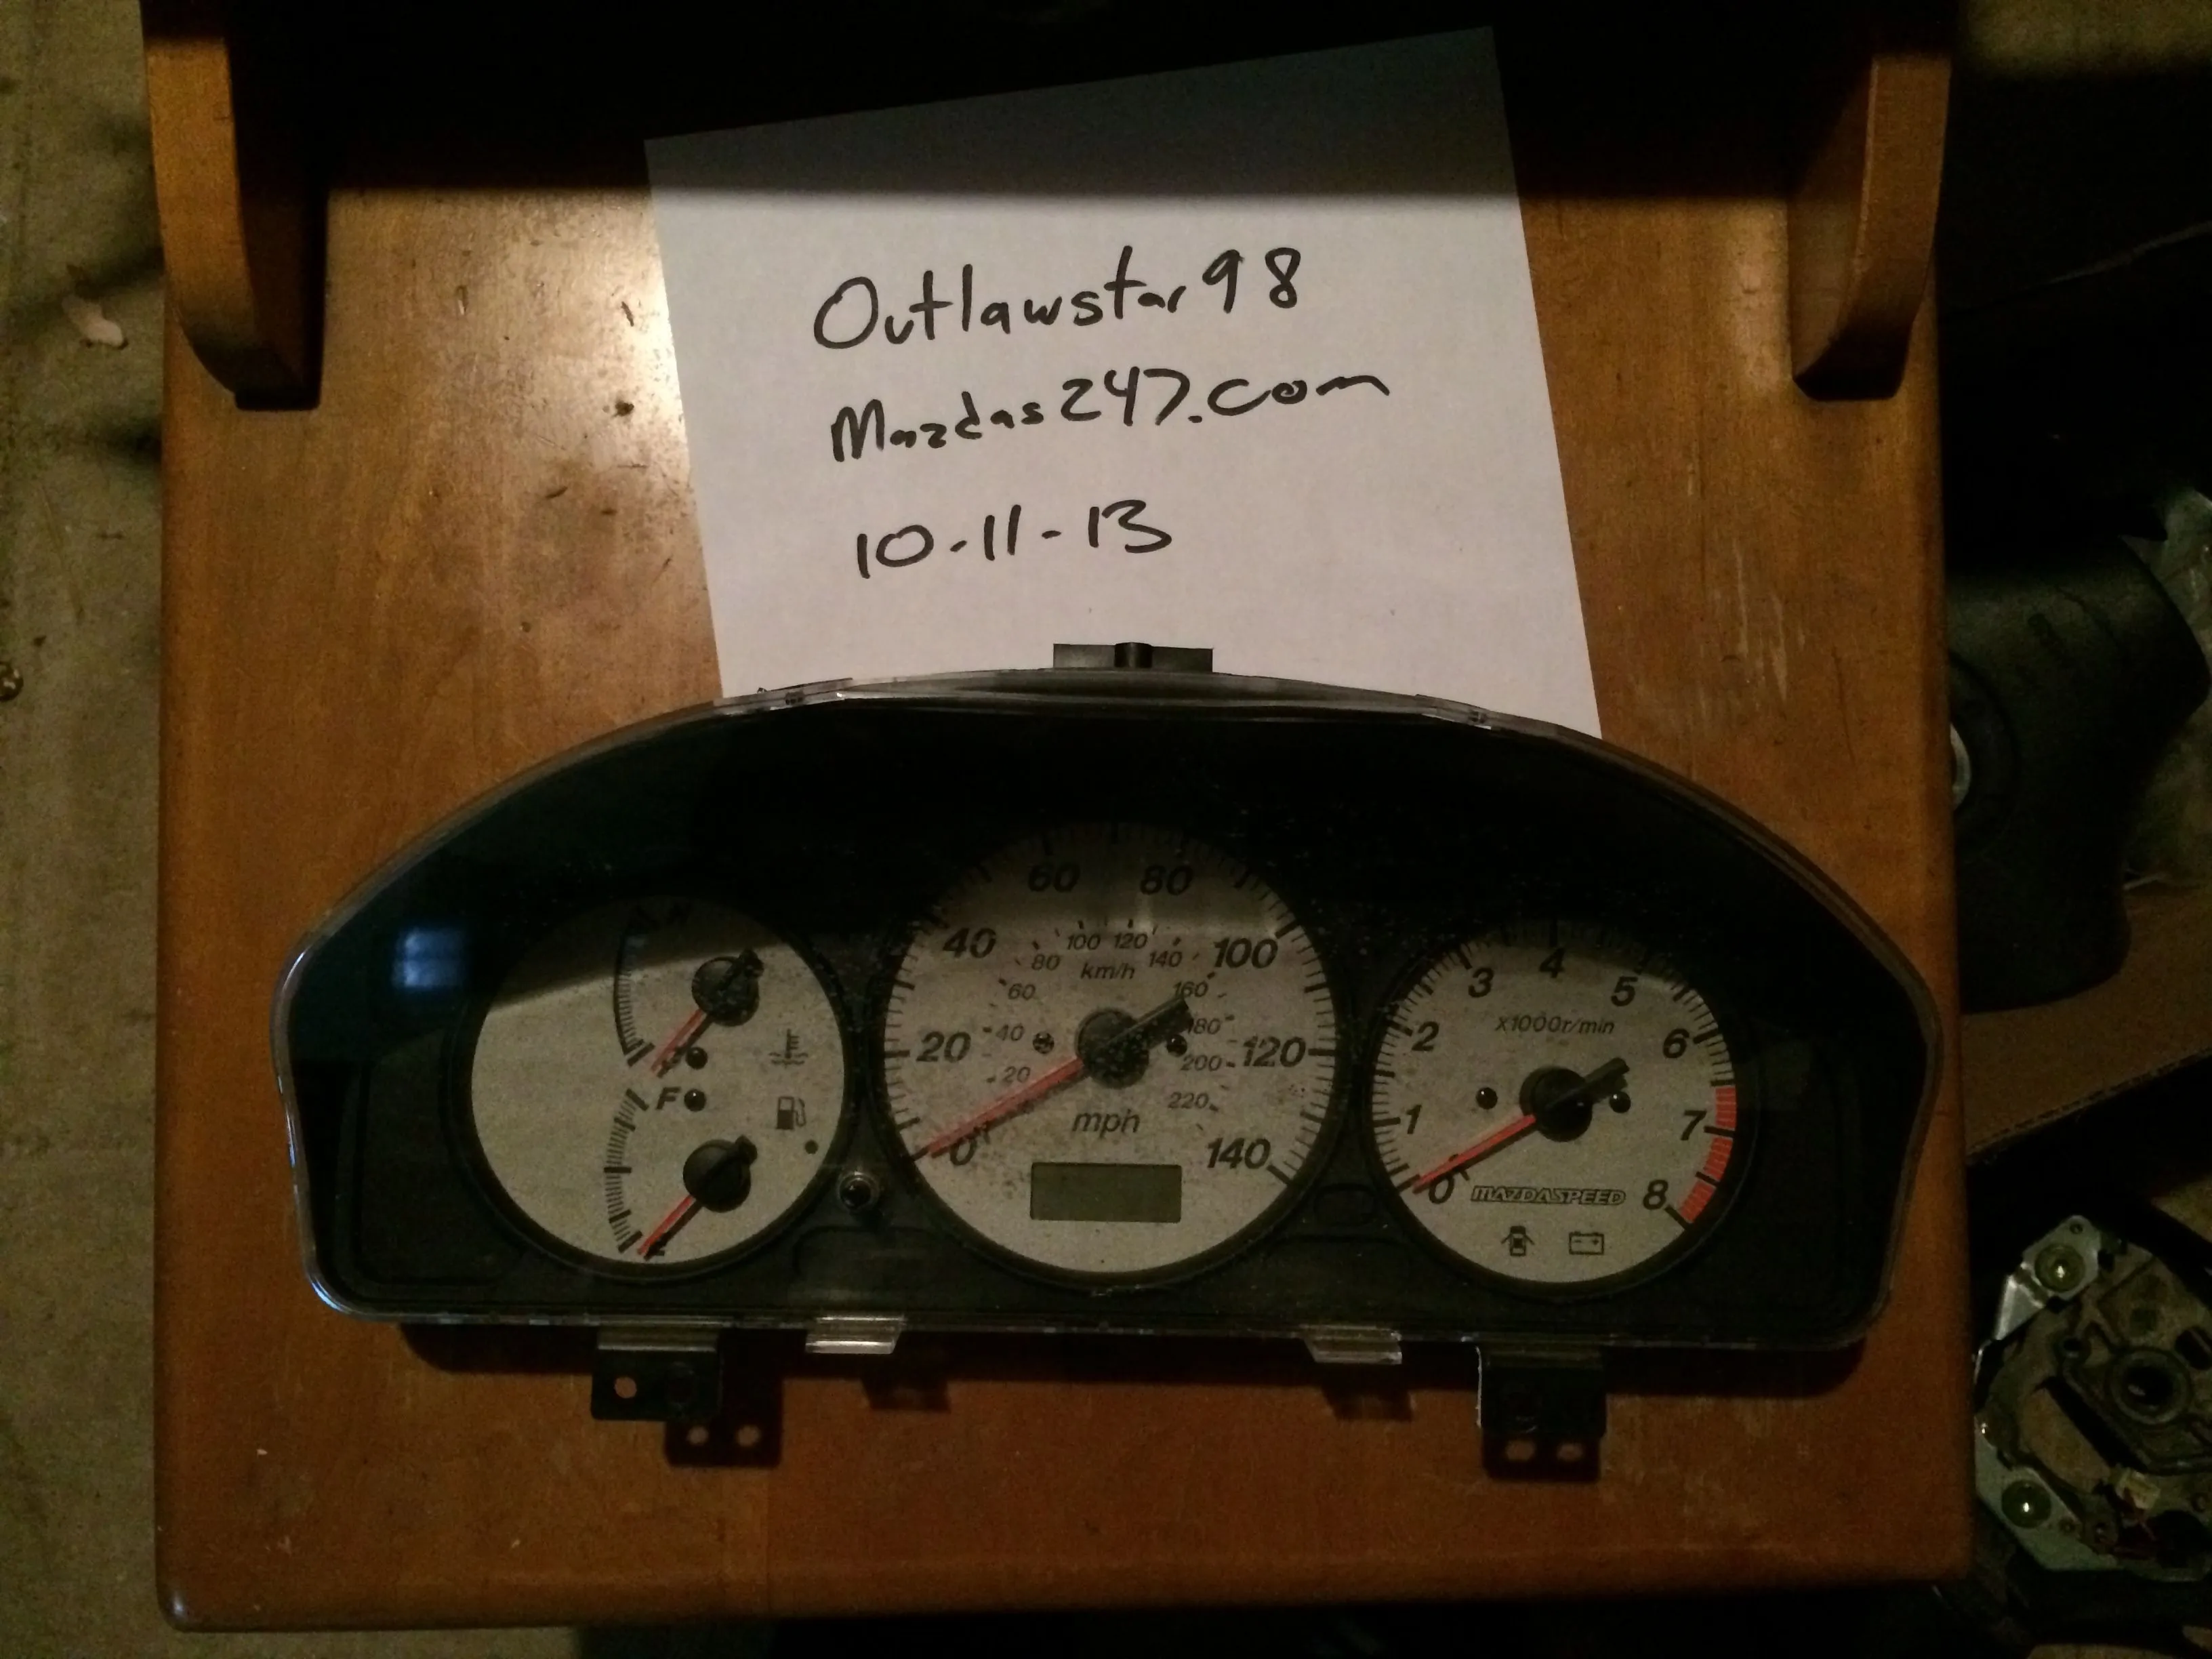 Outlawstar98
Mazdas247.com
10-11-13
H
F
0 20 40 60 80 100 120 140
20 40 60 80 100 120 140 160 180 200 220
km/h
mph
0 1 2 3 4 5 6 7 8
x1000r/min
MAZDASPEED